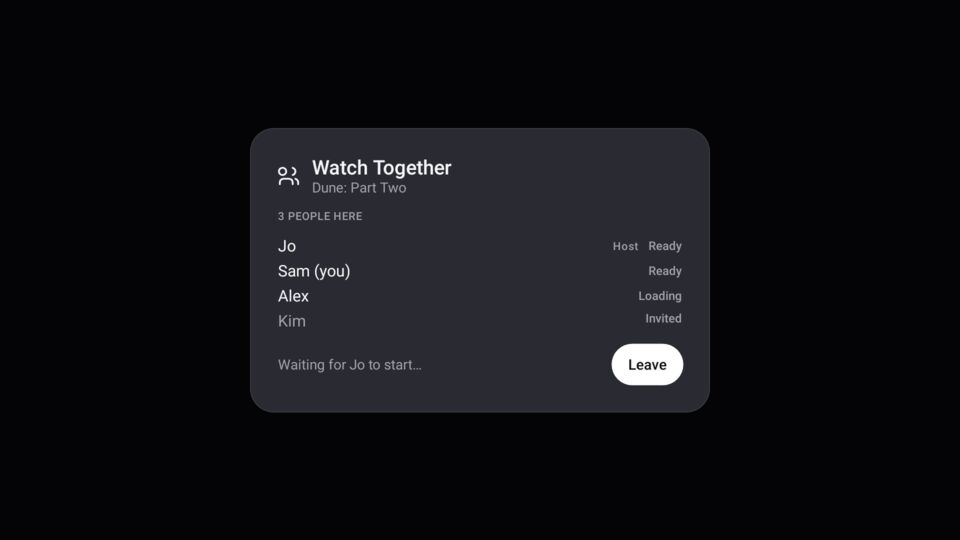 Watch Together
Dune: Part Two
3 PEOPLE HERE
Jo Host Ready
Sam (you) Ready
Alex Loading
Kim Invited
Waiting for Jo to start… Leave